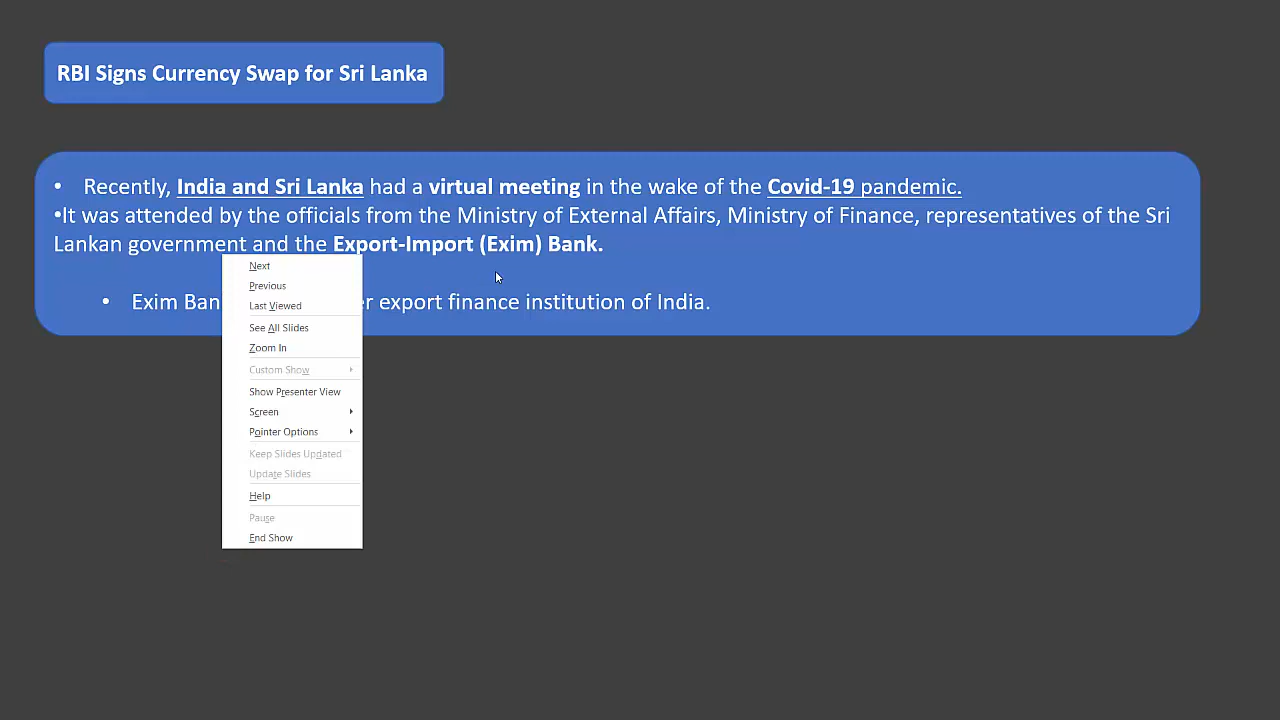 RBI Signs Currency Swap for Sri Lanka
• Recently, India and Sri Lanka had a virtual meeting in the wake of the Covid-19 pandemic.
•It was attended by the officials from the Ministry of External Affairs, Ministry of Finance, representatives of the Sri
Lankan government and the Export-Import (Exim) Bank.
• Exim Ban r export finance institution of India.
Next
Previous
Last Viewed
See All Slides
Zoom In
Custom Show
Show Presenter View
Screen
Pointer Options
Keep Slides Updated
Update Slides
Help
Pause
End Show